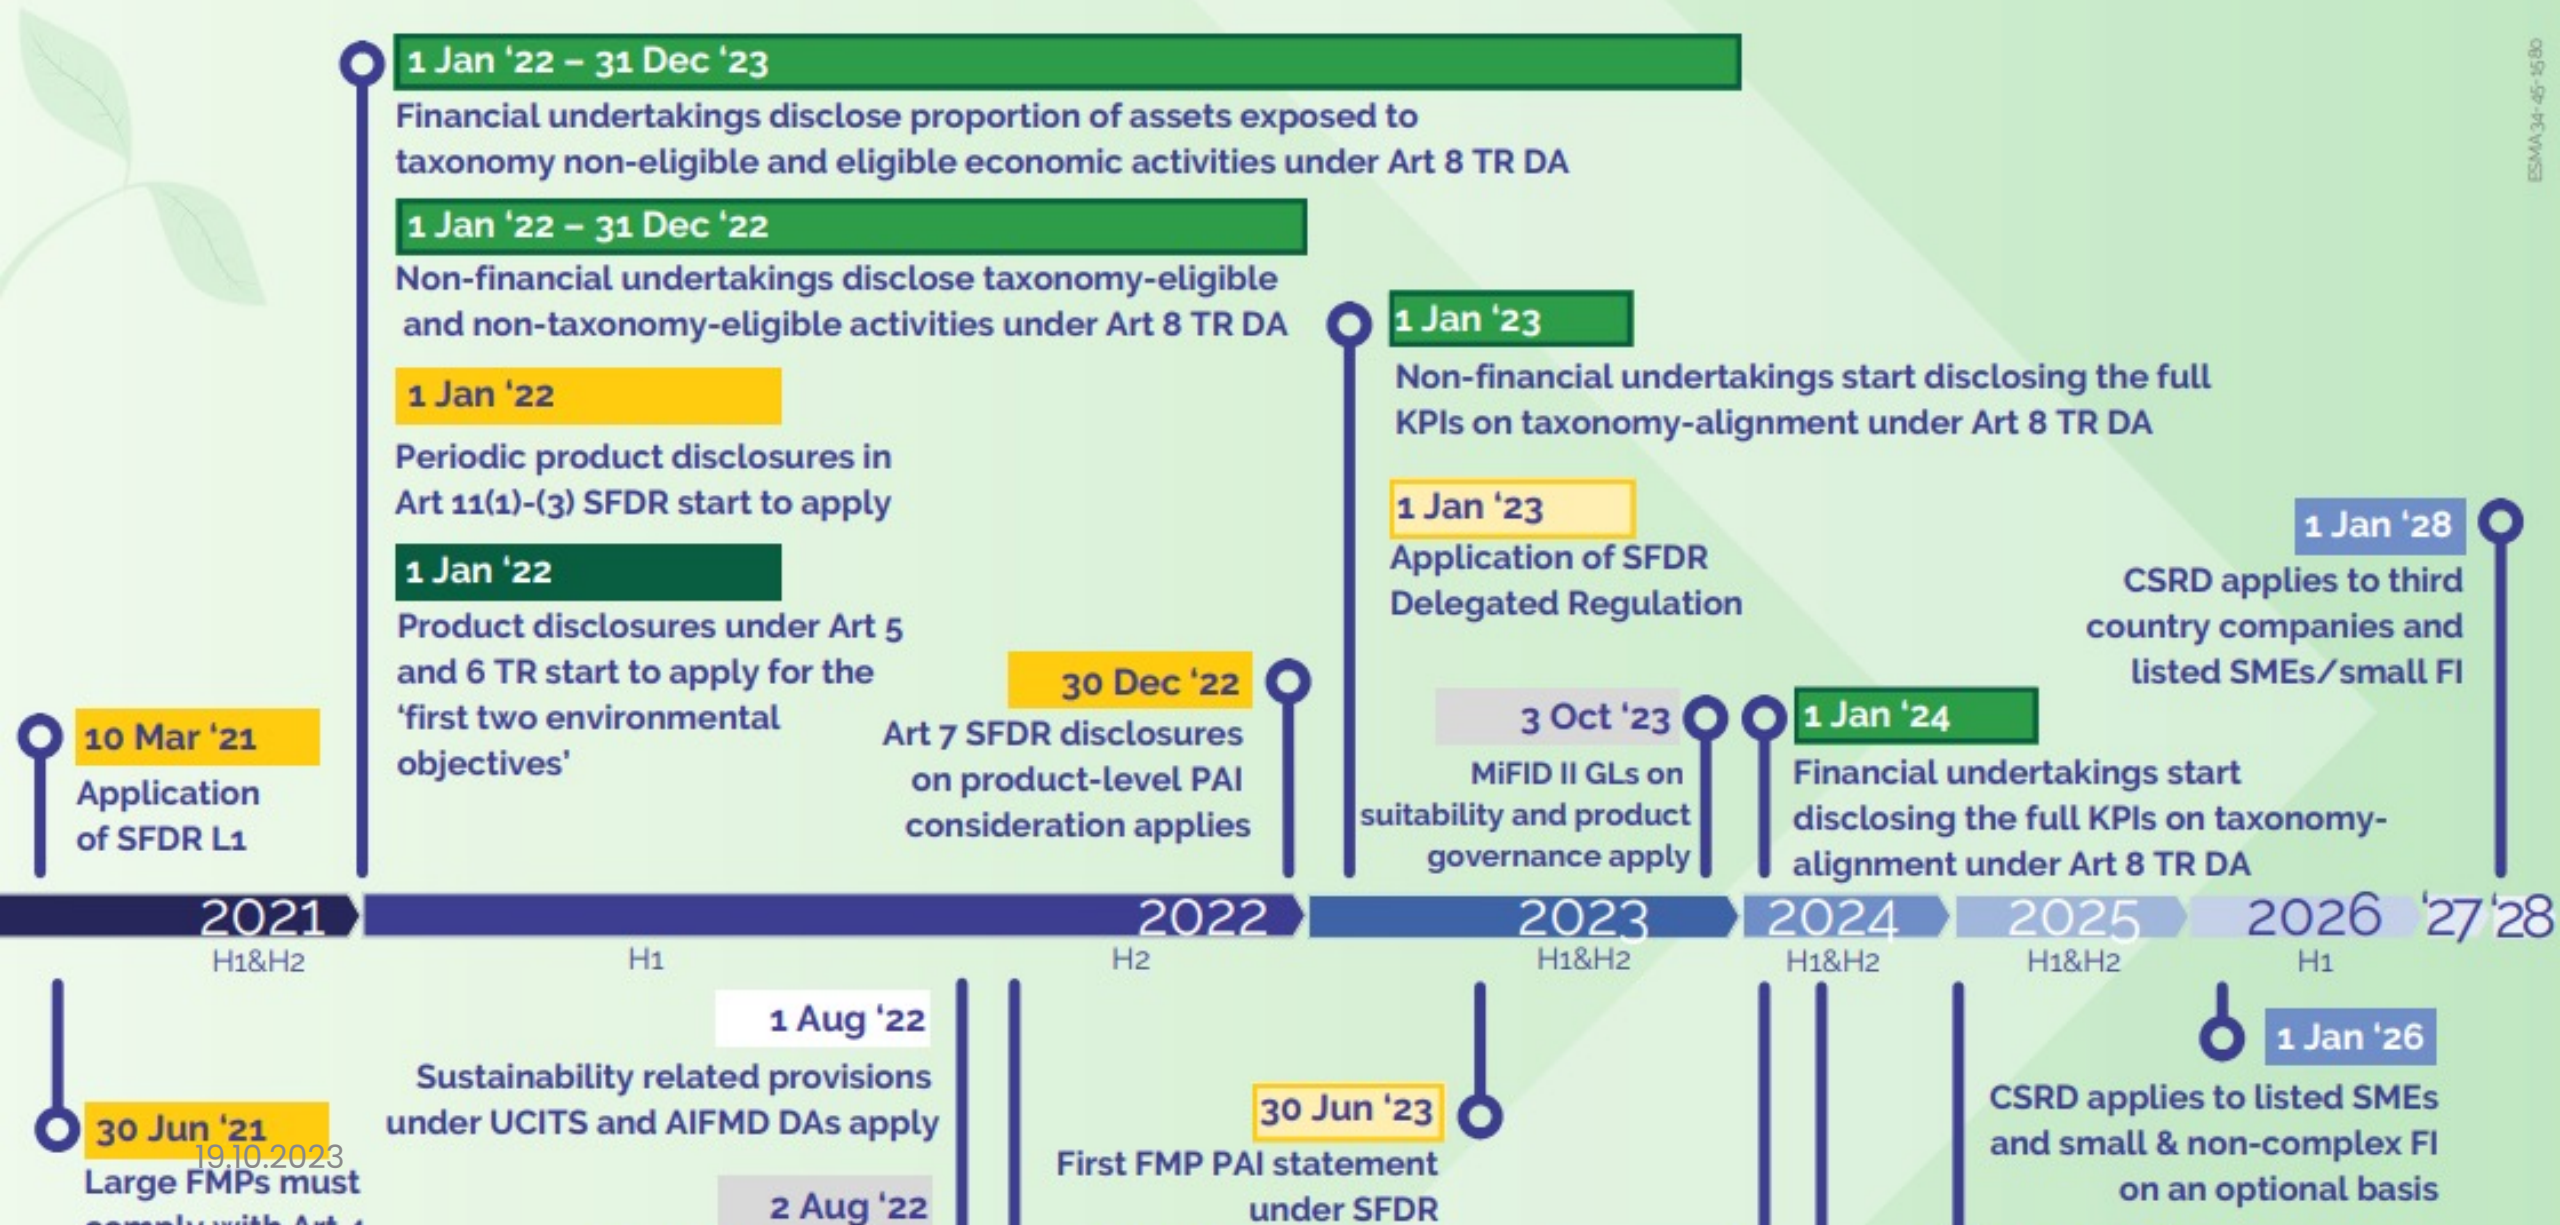 ESMA34-45-1580
1 Jan ‘22 – 31 Dec ‘23
Financial undertakings disclose proportion of assets exposed to
taxonomy non-eligible and eligible economic activities under Art 8 TR DA
1 Jan ‘22 – 31 Dec ‘22
Non-financial undertakings disclose taxonomy-eligible
and non-taxonomy-eligible activities under Art 8 TR DA
1 Jan ‘22
Periodic product disclosures in
Art 11(1)-(3) SFDR start to apply
1 Jan ‘22
Product disclosures under Art 5
and 6 TR start to apply for the
‘first two environmental
objectives’
10 Mar ‘21
Application
of SFDR L1
30 Dec ‘22
Art 7 SFDR disclosures
on product-level PAI
consideration applies
1 Jan ‘23
Non-financial undertakings start disclosing the full
KPIs on taxonomy-alignment under Art 8 TR DA
1 Jan ‘23
Application of SFDR
Delegated Regulation
3 Oct ‘23
MiFID II GLs on
suitability and product
governance apply
1 Jan ‘24
Financial undertakings start
disclosing the full KPIs on taxonomy-
alignment under Art 8 TR DA
1 Jan ‘28
CSRD applies to third
country companies and
listed SMEs/small FI
2021 2022 2023 2024 2025 2026 ‘27 ‘28
H1&H2 H1 H2 H1&H2 H1&H2 H1&H2 H1
30 Jun ‘21
19.10.2023
Large FMPs must
comply with Art 4
1 Aug ‘22
Sustainability related provisions
under UCITS and AIFMD DAs apply
2 Aug ‘22
30 Jun ‘23
First FMP PAI statement
under SFDR
1 Jan ‘26
CSRD applies to listed SMEs
and small & non-complex FI
on an optional basis